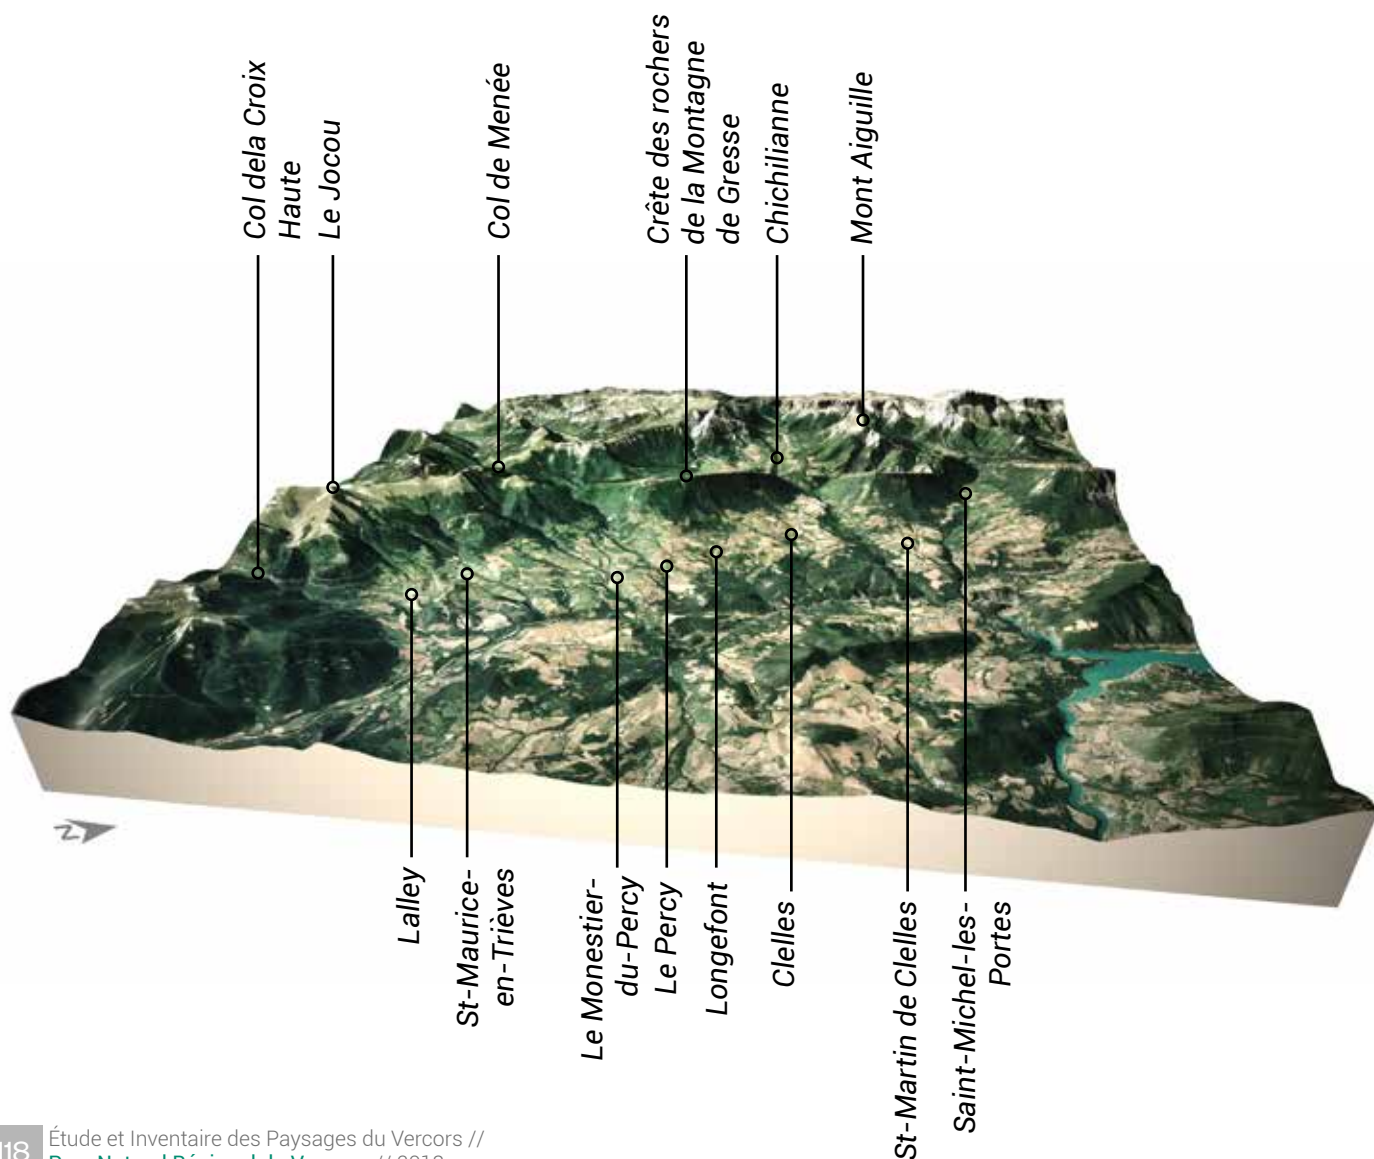 Col dela Croix
Haute
Le Jocou
Col de Menée
Crête des rochers
de la Montagne
de Gresse
Chichilianne
Mont Aiguille
N
Lalley
St-Maurice-
en-Trièves
Le Monestier-
du-Percy
Le Percy
Longefont
Clelles
St-Martin de Clelles
Saint-Michel-les-
Portes
118
Étude et Inventaire des Paysages du Vercors //